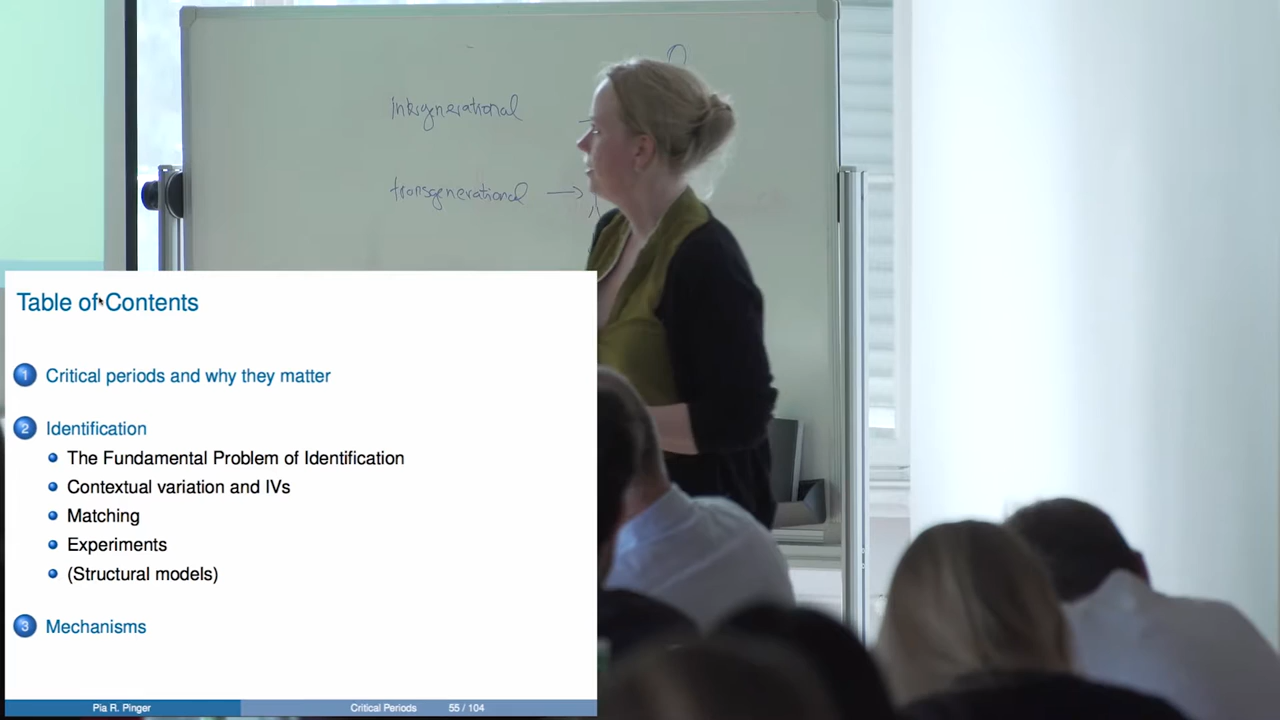 Intergenerational
transgenerational
Table of Contents
1 Critical periods and why they matter
2 Identification
The Fundamental Problem of Identification
Contextual variation and IVs
Matching
Experiments
(Structural models)
3 Mechanisms
Pia R. Pinger Critical Periods 55 / 104